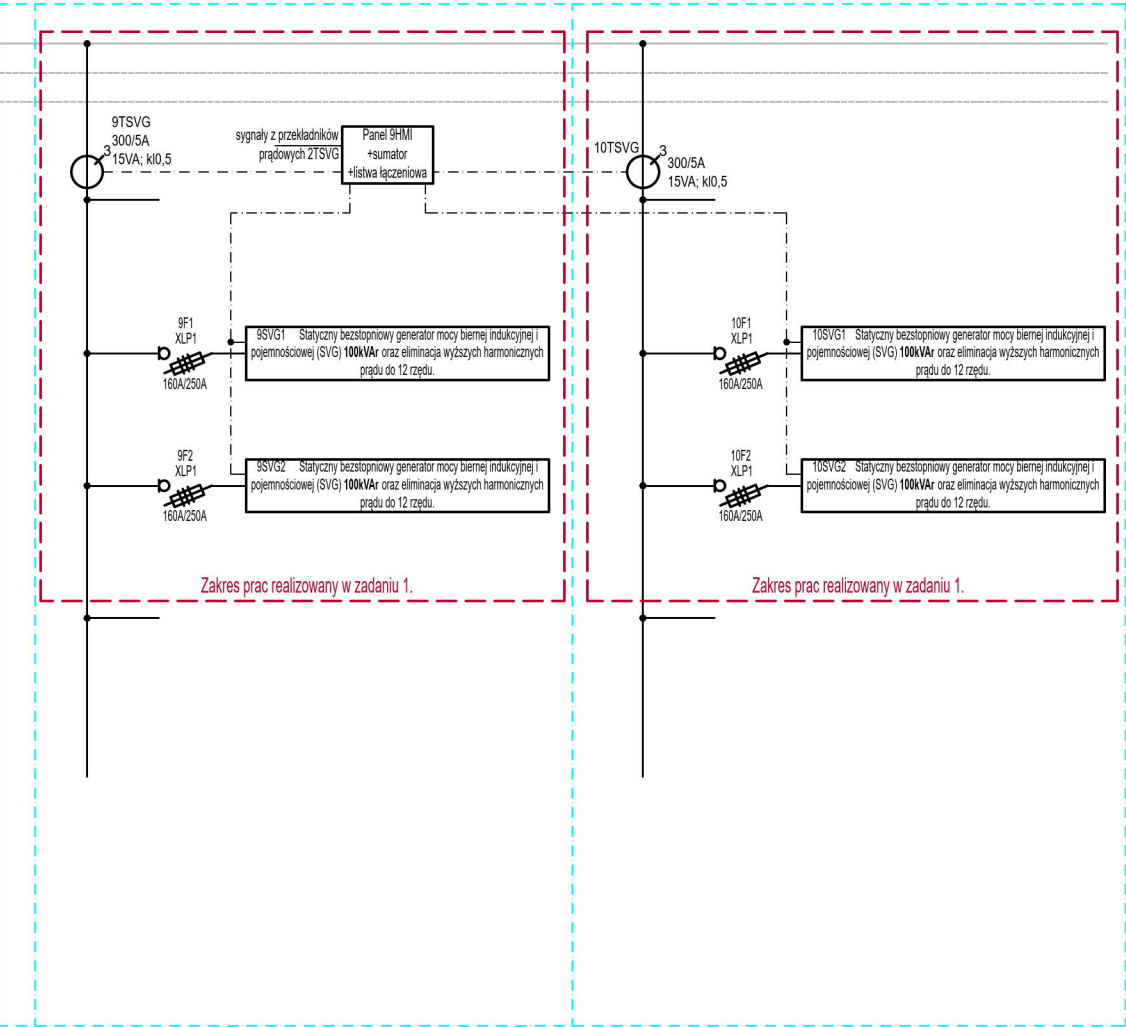 9TSVG
300/5A
3
15VA; kl0,5
sygnały z przekładników
prądowych 2TSVG
Panel 9HMI
+sumator
+listwa łączeniowa
10TSVG
3
300/5A
15VA; kl0,5
9F1
XLP1
160A/250A
9SVG1 Statyczny bezstopniowy generator mocy biernej indukcyjnej i
pojemnościowej (SVG) 100kVAr oraz eliminacja wyższych harmonicznych
prądu do 12 rzędu.
10F1
XLP1
160A/250A
10SVG1 Statyczny bezstopniowy generator mocy biernej indukcyjnej i
pojemnościowej (SVG) 100kVAr oraz eliminacja wyższych harmonicznych
prądu do 12 rzędu.
9F2
XLP1
160A/250A
9SVG2 Statyczny bezstopniowy generator mocy biernej indukcyjnej i
pojemnościowej (SVG) 100kVAr oraz eliminacja wyższych harmonicznych
prądu do 12 rzędu.
10F2
XLP1
160A/250A
10SVG2 Statyczny bezstopniowy generator mocy biernej indukcyjnej i
pojemnościowej (SVG) 100kVAr oraz eliminacja wyższych harmonicznych
prądu do 12 rzędu.
Zakres prac realizowany w zadaniu 1.
Zakres prac realizowany w zadaniu 1.